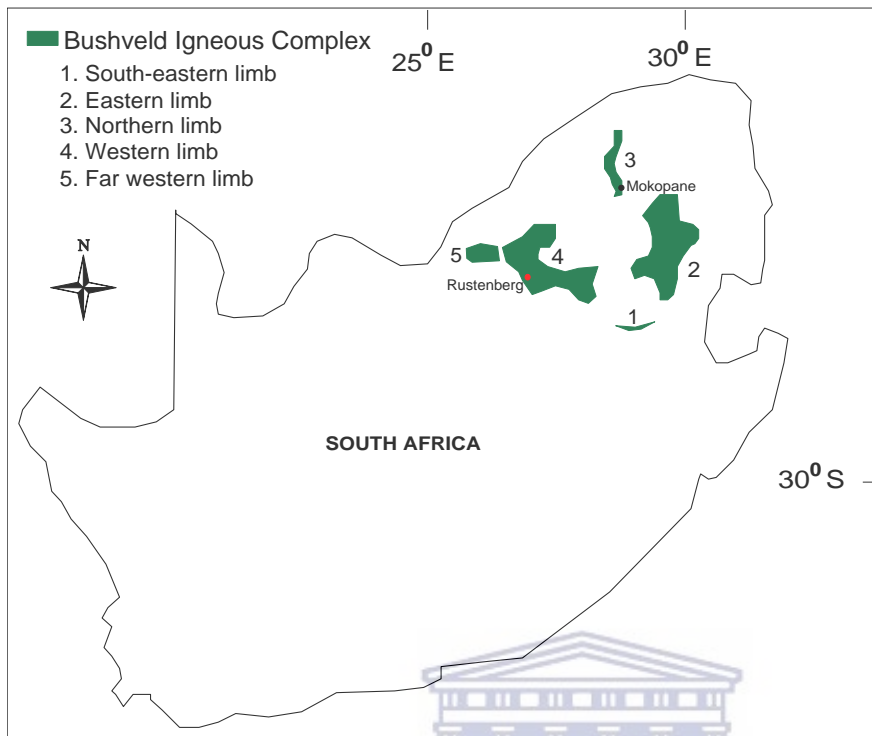 Bushveld Igneous Complex
1. South-eastern limb
2. Eastern limb
3. Northern limb
4. Western limb
5. Far western limb
25⁰ E
30⁰ E
N
3
Mokopane
5
4
2
Rustenberg
1
SOUTH AFRICA
30⁰ S